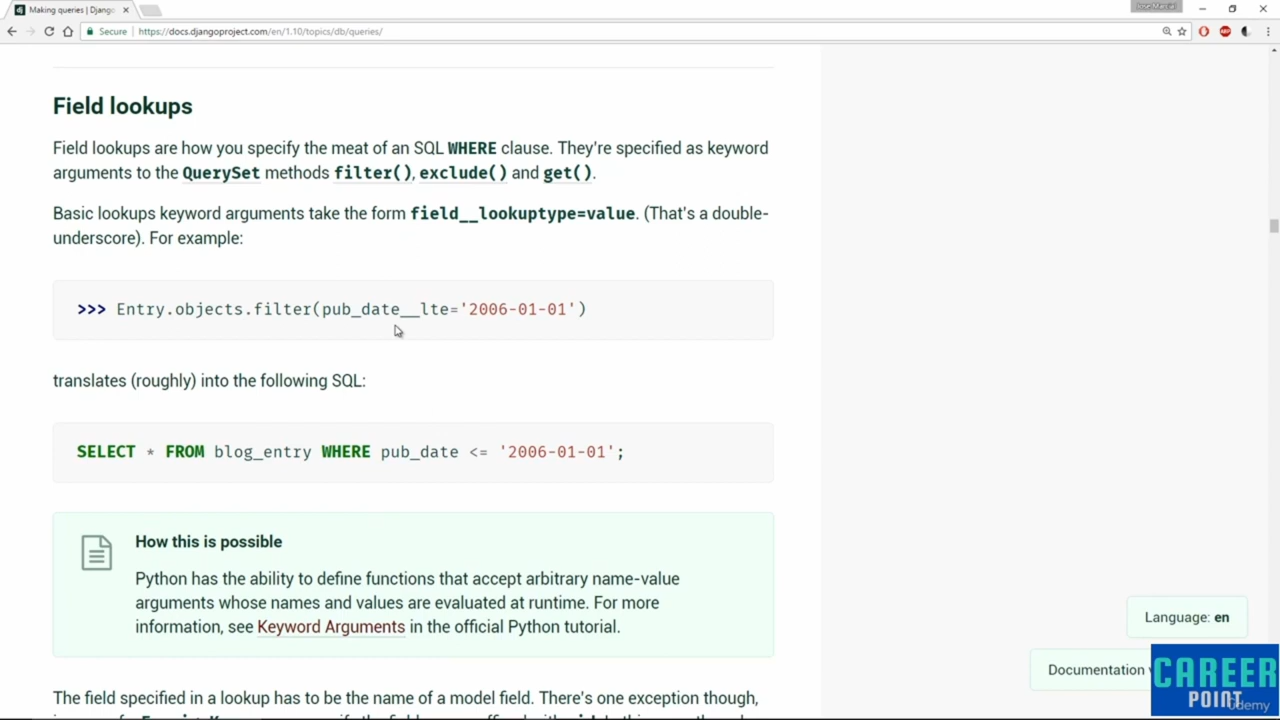 Making queries | Django
Jose Marcial
Secure
https://docs.djangoproject.com/en/1.10/topics/db/queries/
ABP
Field lookups
Field lookups are how you specify the meat of an SQL WHERE clause. They're specified as keyword
arguments to the QuerySet methods filter(), exclude() and get().
Basic lookups keyword arguments take the form field__lookuptype=value. (That's a double-
underscore). For example:
>>> Entry.objects.filter(pub_date__lte='2006-01-01')
translates (roughly) into the following SQL:
SELECT * FROM blog_entry WHERE pub_date <= '2006-01-01';
How this is possible
Python has the ability to define functions that accept arbitrary name-value
arguments whose names and values are evaluated at runtime. For more
information, see Keyword Arguments in the official Python tutorial.
Language: en
Documentation
CAREER
POINT
Udemy
The field specified in a lookup has to be the name of a model field. There's one exception though,